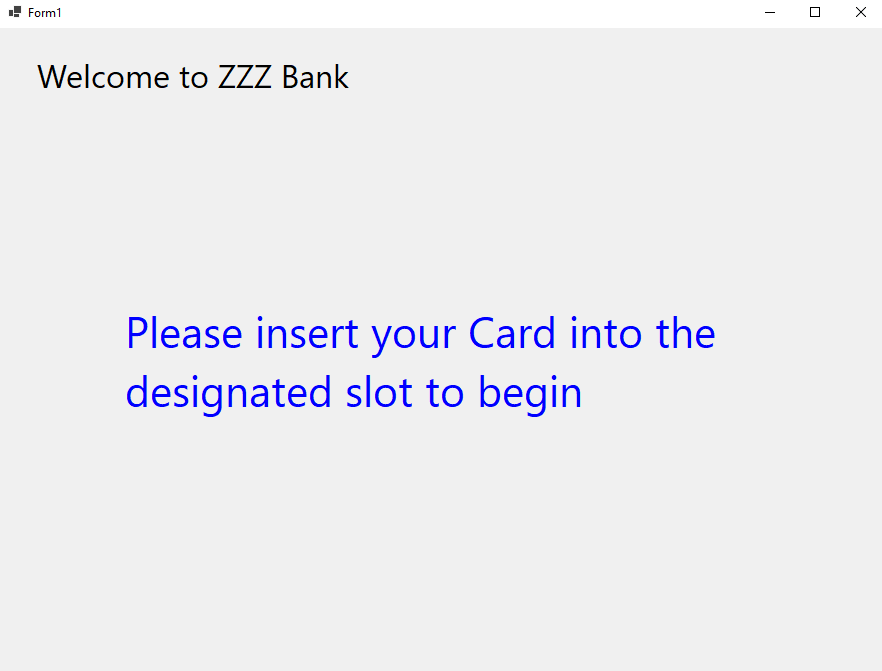 Form1
Welcome to ZZZ Bank
Please insert your Card into the
designated slot to begin